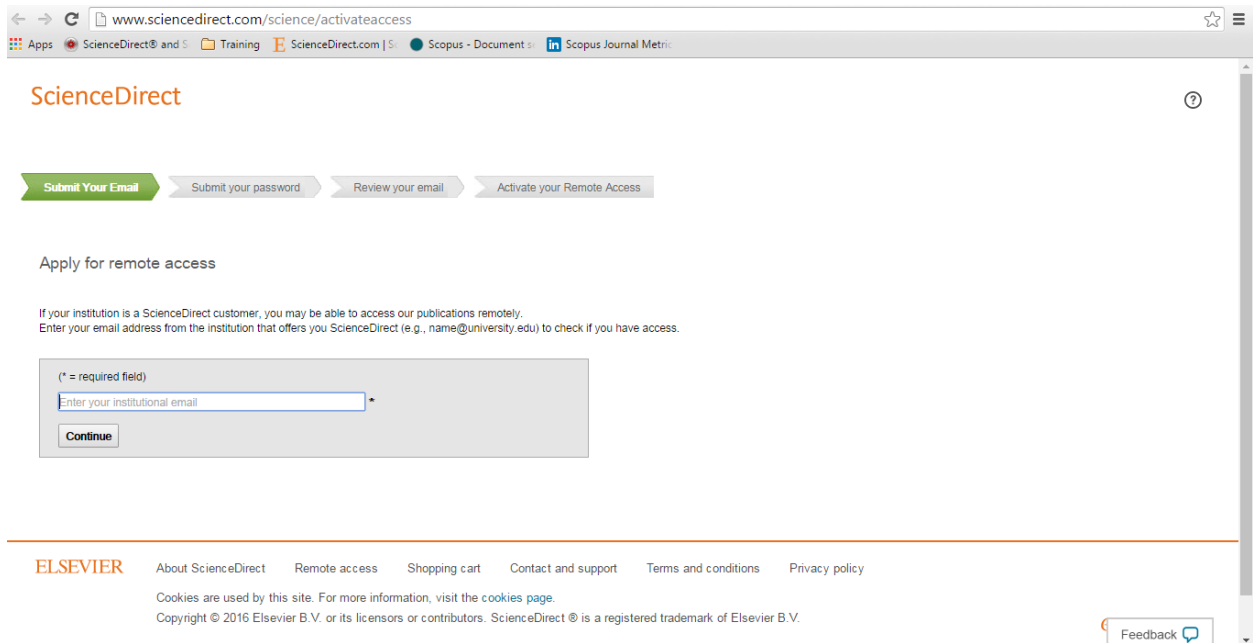 www.sciencedirect.com/science/activateaccess
Apps ScienceDirect® and S Training ScienceDirect.com | Sc Scopus - Document se in Scopus Journal Metric
ScienceDirect
?
Submit Your Email Submit your password Review your email Activate your Remote Access
Apply for remote access
If your institution is a ScienceDirect customer, you may be able to access our publications remotely.
Enter your email address from the institution that offers you ScienceDirect (e.g., name@university.edu) to check if you have access.
(* = required field)
Enter your institutional email *
Continue
ELSEVIER About ScienceDirect Remote access Shopping cart Contact and support Terms and conditions Privacy policy
Cookies are used by this site. For more information, visit the cookies page.
Copyright © 2016 Elsevier B.V. or its licensors or contributors. ScienceDirect ® is a registered trademark of Elsevier B.V.
Feedback